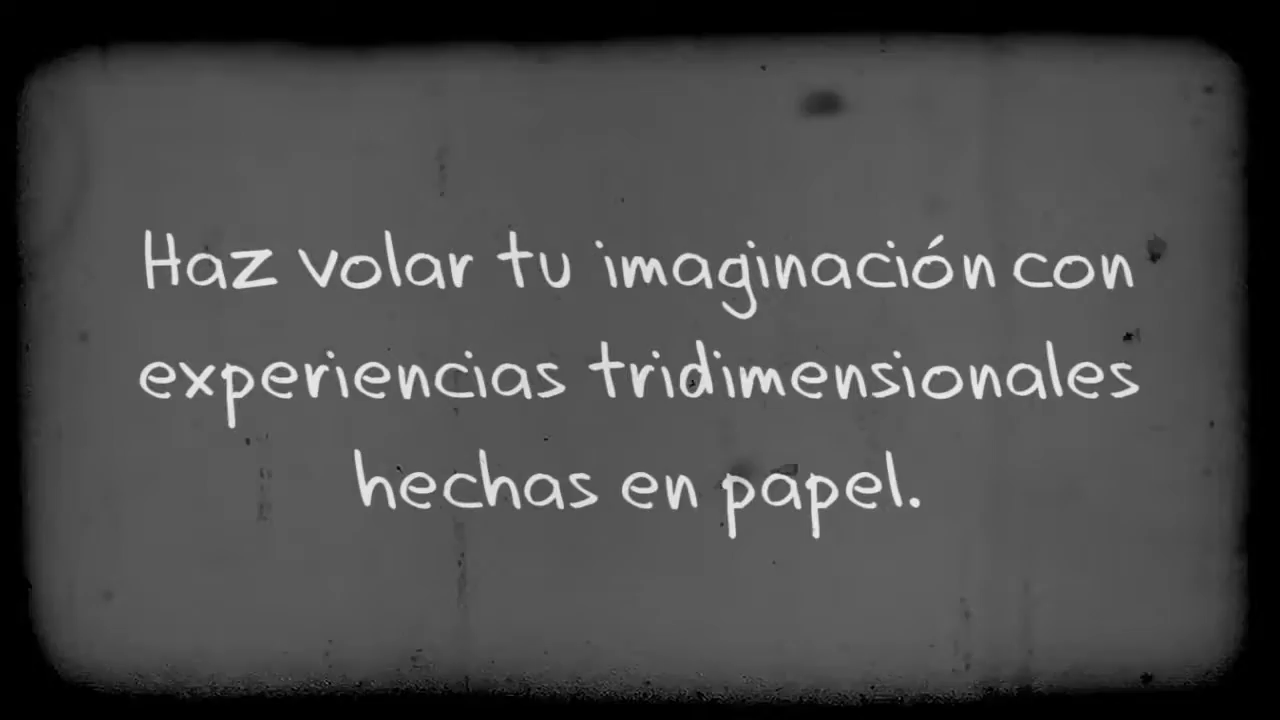 Haz volar tu imaginación con
experiencias tridimensionales
hechas en papel.